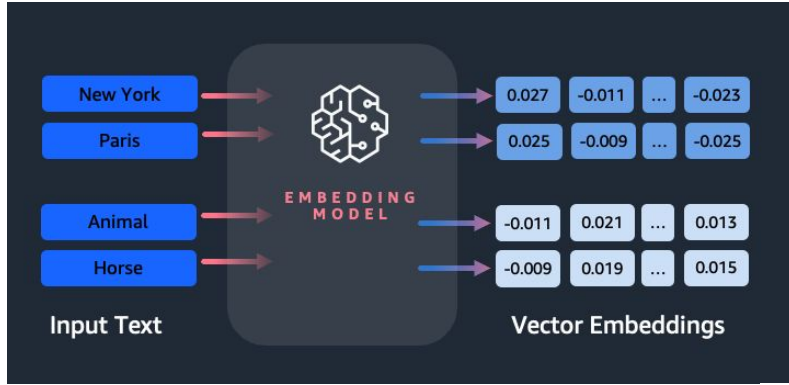 New York
0.027 -0.011 ... -0.023
Paris
0.025 -0.009 ... -0.025
EMBEDDING
MODEL
Animal
-0.011 0.021 ... 0.013
Horse
-0.009 0.019 ... 0.015
Input Text
Vector Embeddings